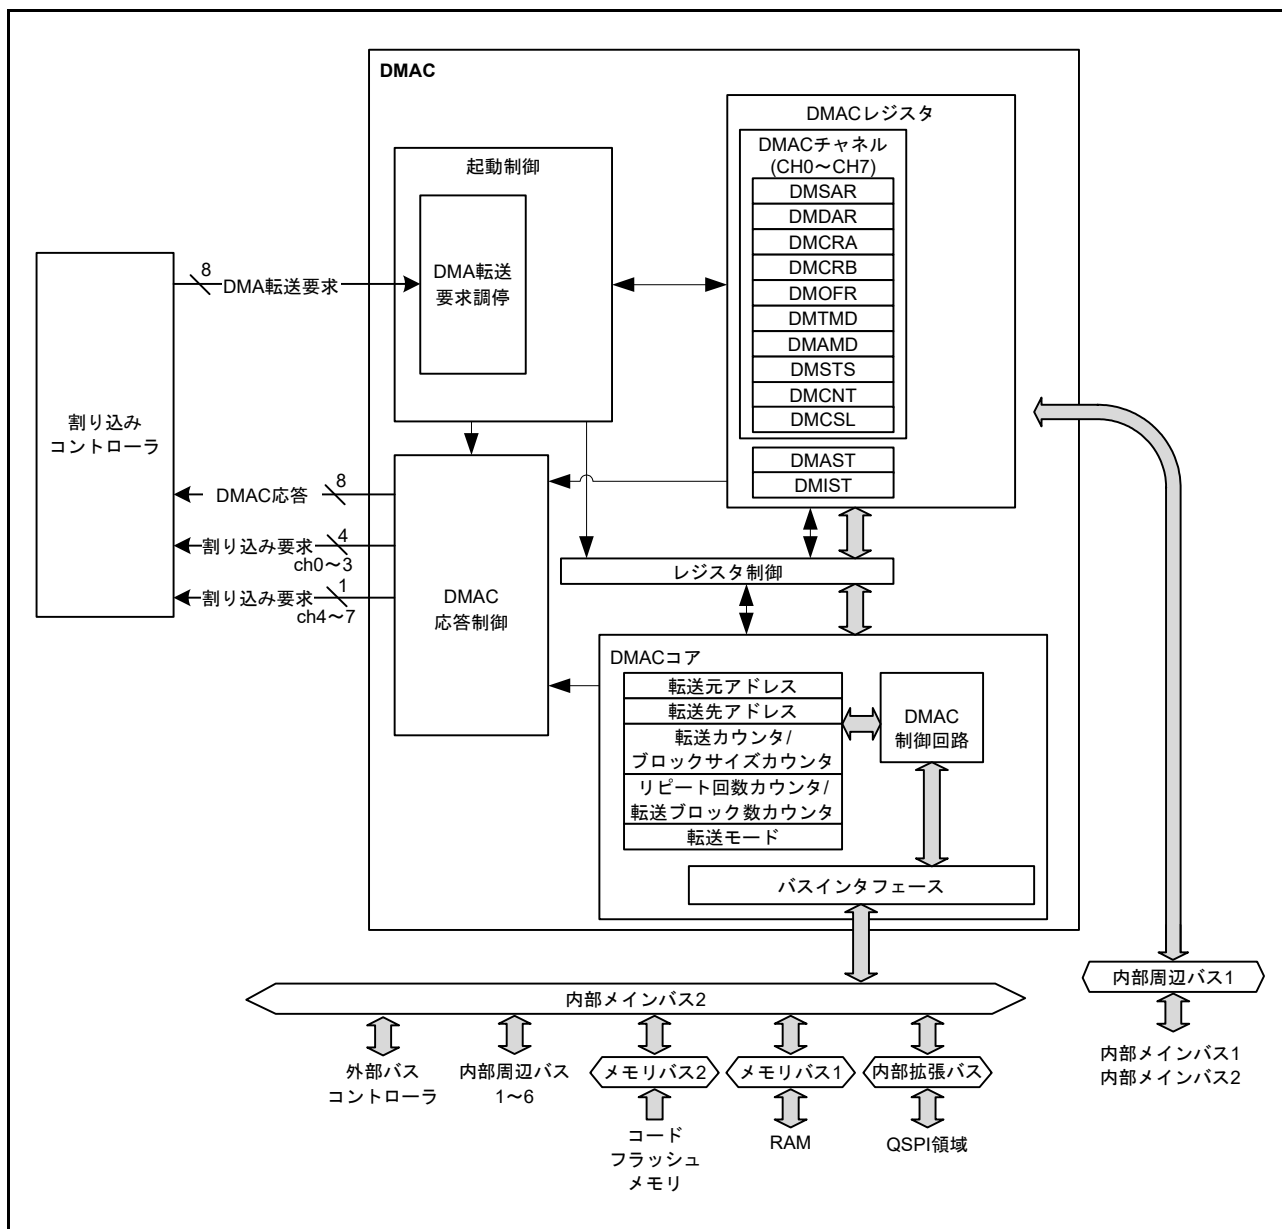 DMAC
DMACレジスタ
DMACチャネル
(CH0～CH7)
DMSAR
DMDAR
DMCRA
DMCRB
DMOFR
DMTMD
DMAMD
DMSTS
DMCNT
DMCSL
DMAST
DMIST
起動制御
DMA転送
要求調停
8
DMA転送要求
割り込み
コントローラ
DMAC応答
8
割り込み要求
4
ch0～3
割り込み要求
1
ch4～7
DMAC
応答制御
レジスタ制御
DMACコア
転送元アドレス
転送先アドレス
転送カウンタ/
ブロックサイズカウンタ
リピート回数カウンタ/
転送ブロック数カウンタ
転送モード
DMAC
制御回路
バスインタフェース
内部メインバス2
内部周辺バス1
外部バス
コントローラ
内部周辺バス
1～6
メモリバス2
メモリバス1
内部拡張バス
内部メインバス1
内部メインバス2
コード
フラッシュ
メモリ
RAM
QSPI領域